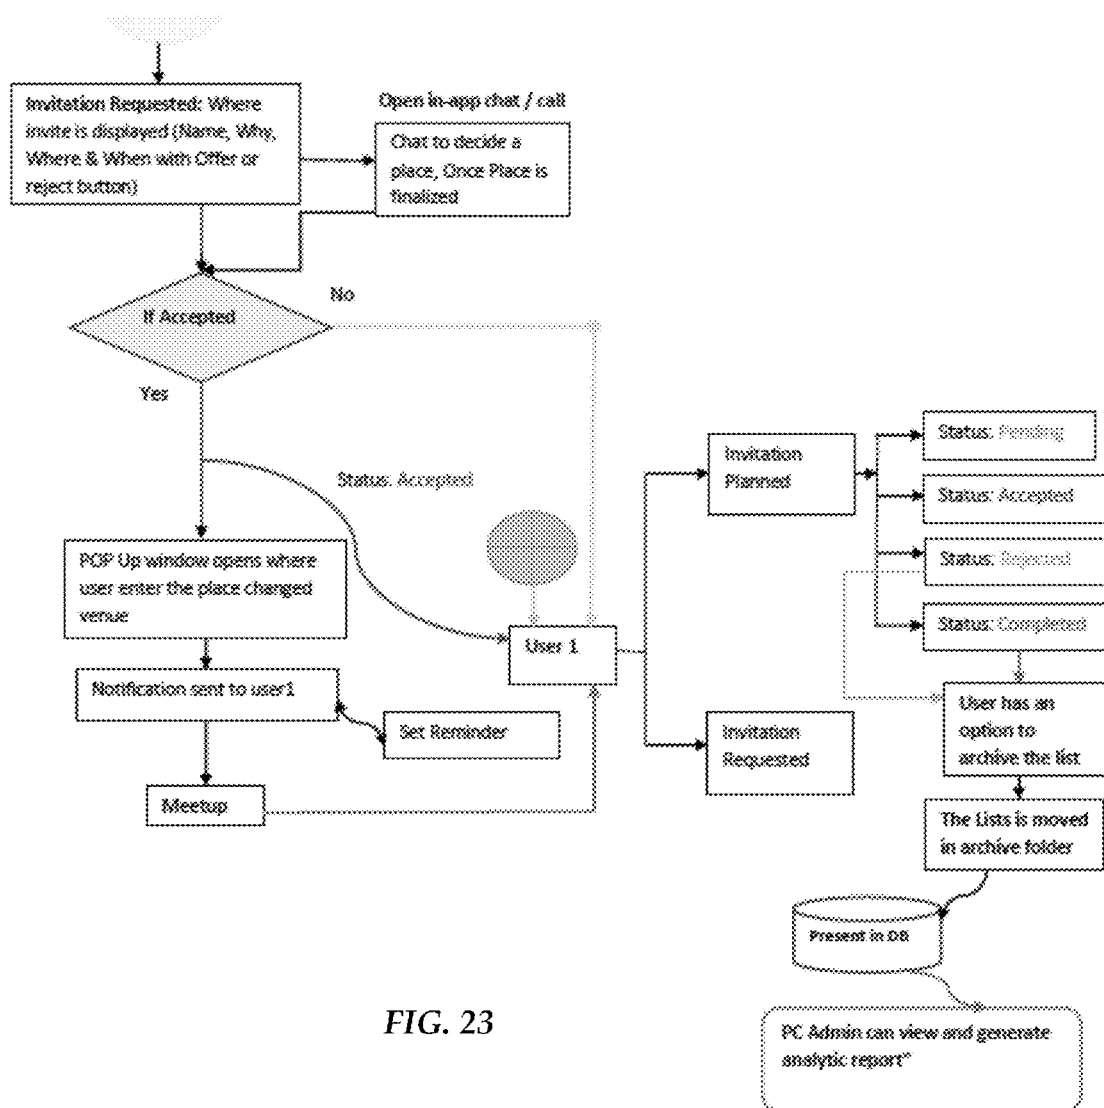 Invitation Requested: Where
invite is displayed (Name, Why,
Where & When with Offer or
reject button)
Open in-app chat / call
Chat to decide a
place, Once Place is
finalized
If Accepted
No
Yes
Status: Accepted
POP Up window opens where
user enter the place changed
venue
Notification sent to user1
Set Reminder
Meetup
User 1
Invitation
Planned
Invitation
Requested
Status: Pending
Status: Accepted
Status: Rejected
Status: Completed
User has an
option to
archive the list
The Lists is moved
in archive folder
Present in DB
PC Admin can view and generate
analytic report"
FIG. 23